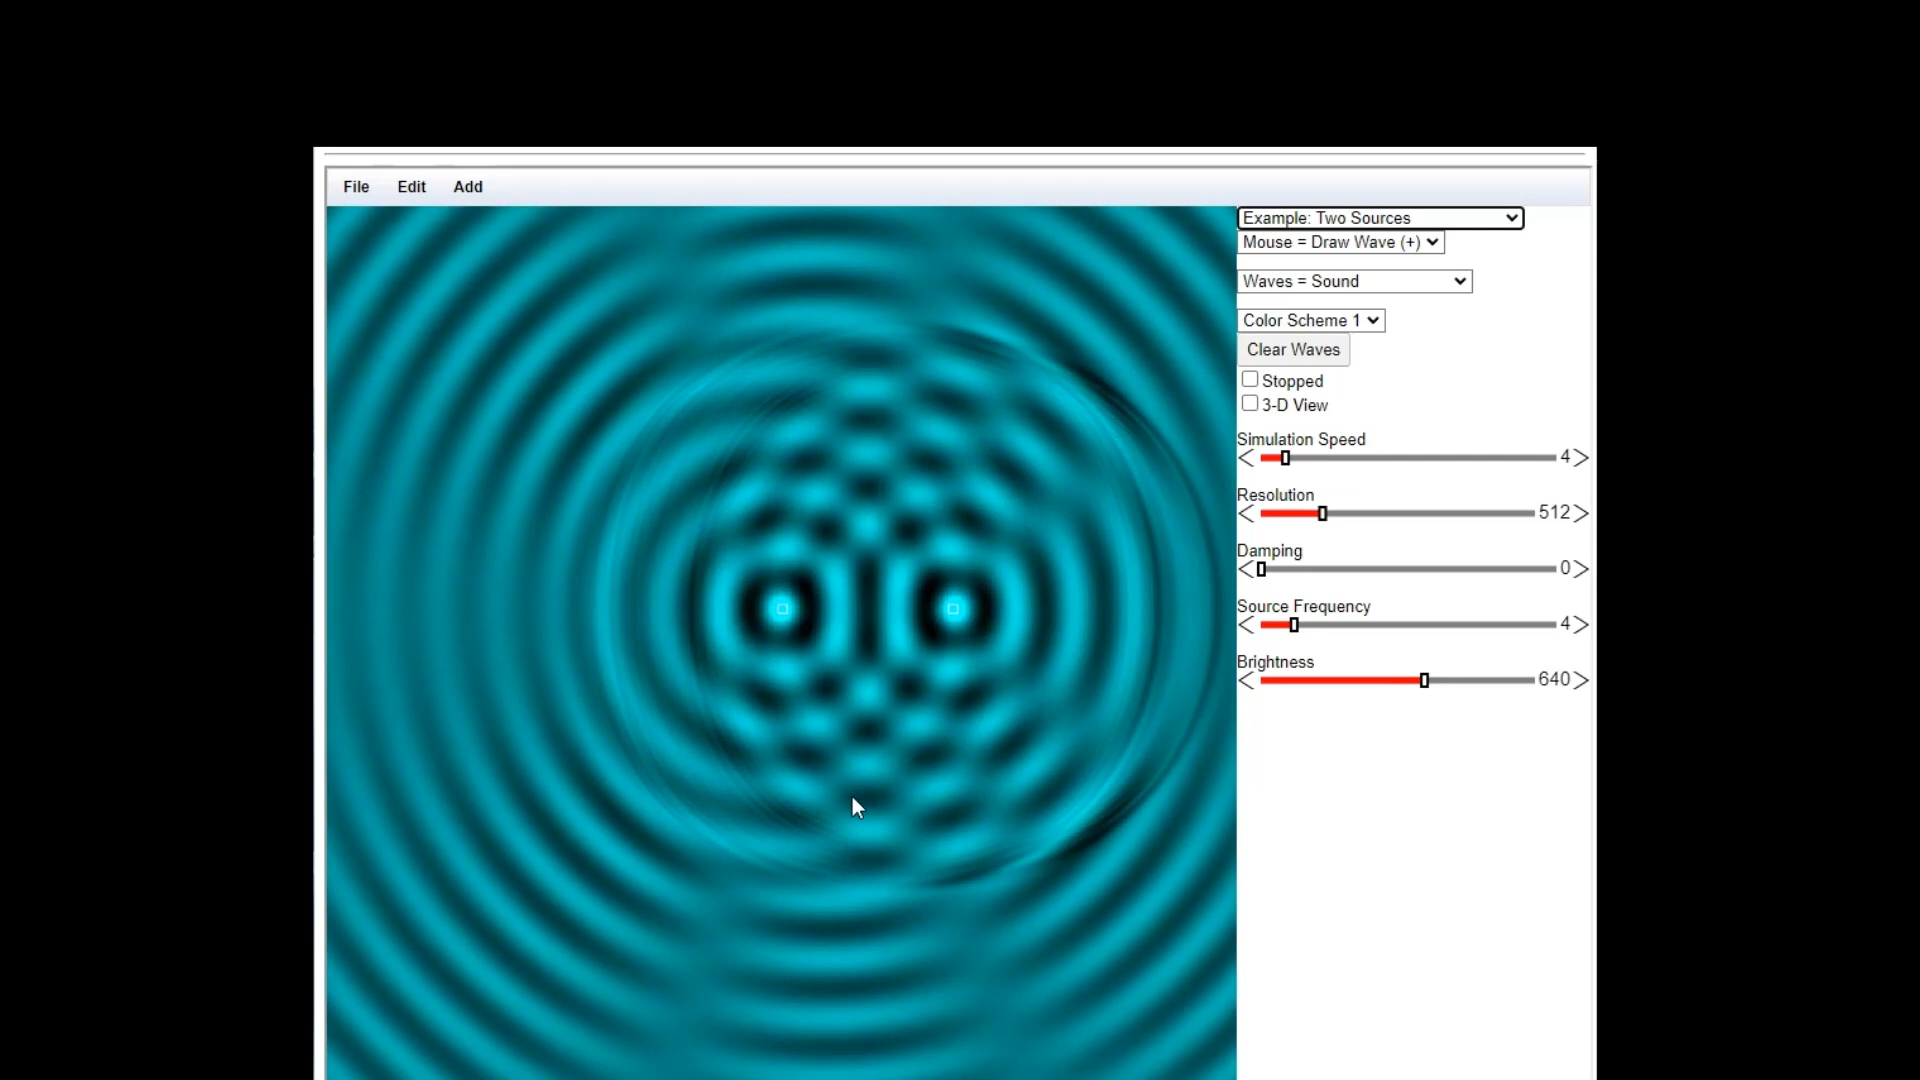 File Edit Add
Example: Two Sources
Mouse = Draw Wave (+)
Waves = Sound
Color Scheme 1
Clear Waves
Stopped
3-D View
Simulation Speed
4
Resolution
512
Damping
0
Source Frequency
4
Brightness
640